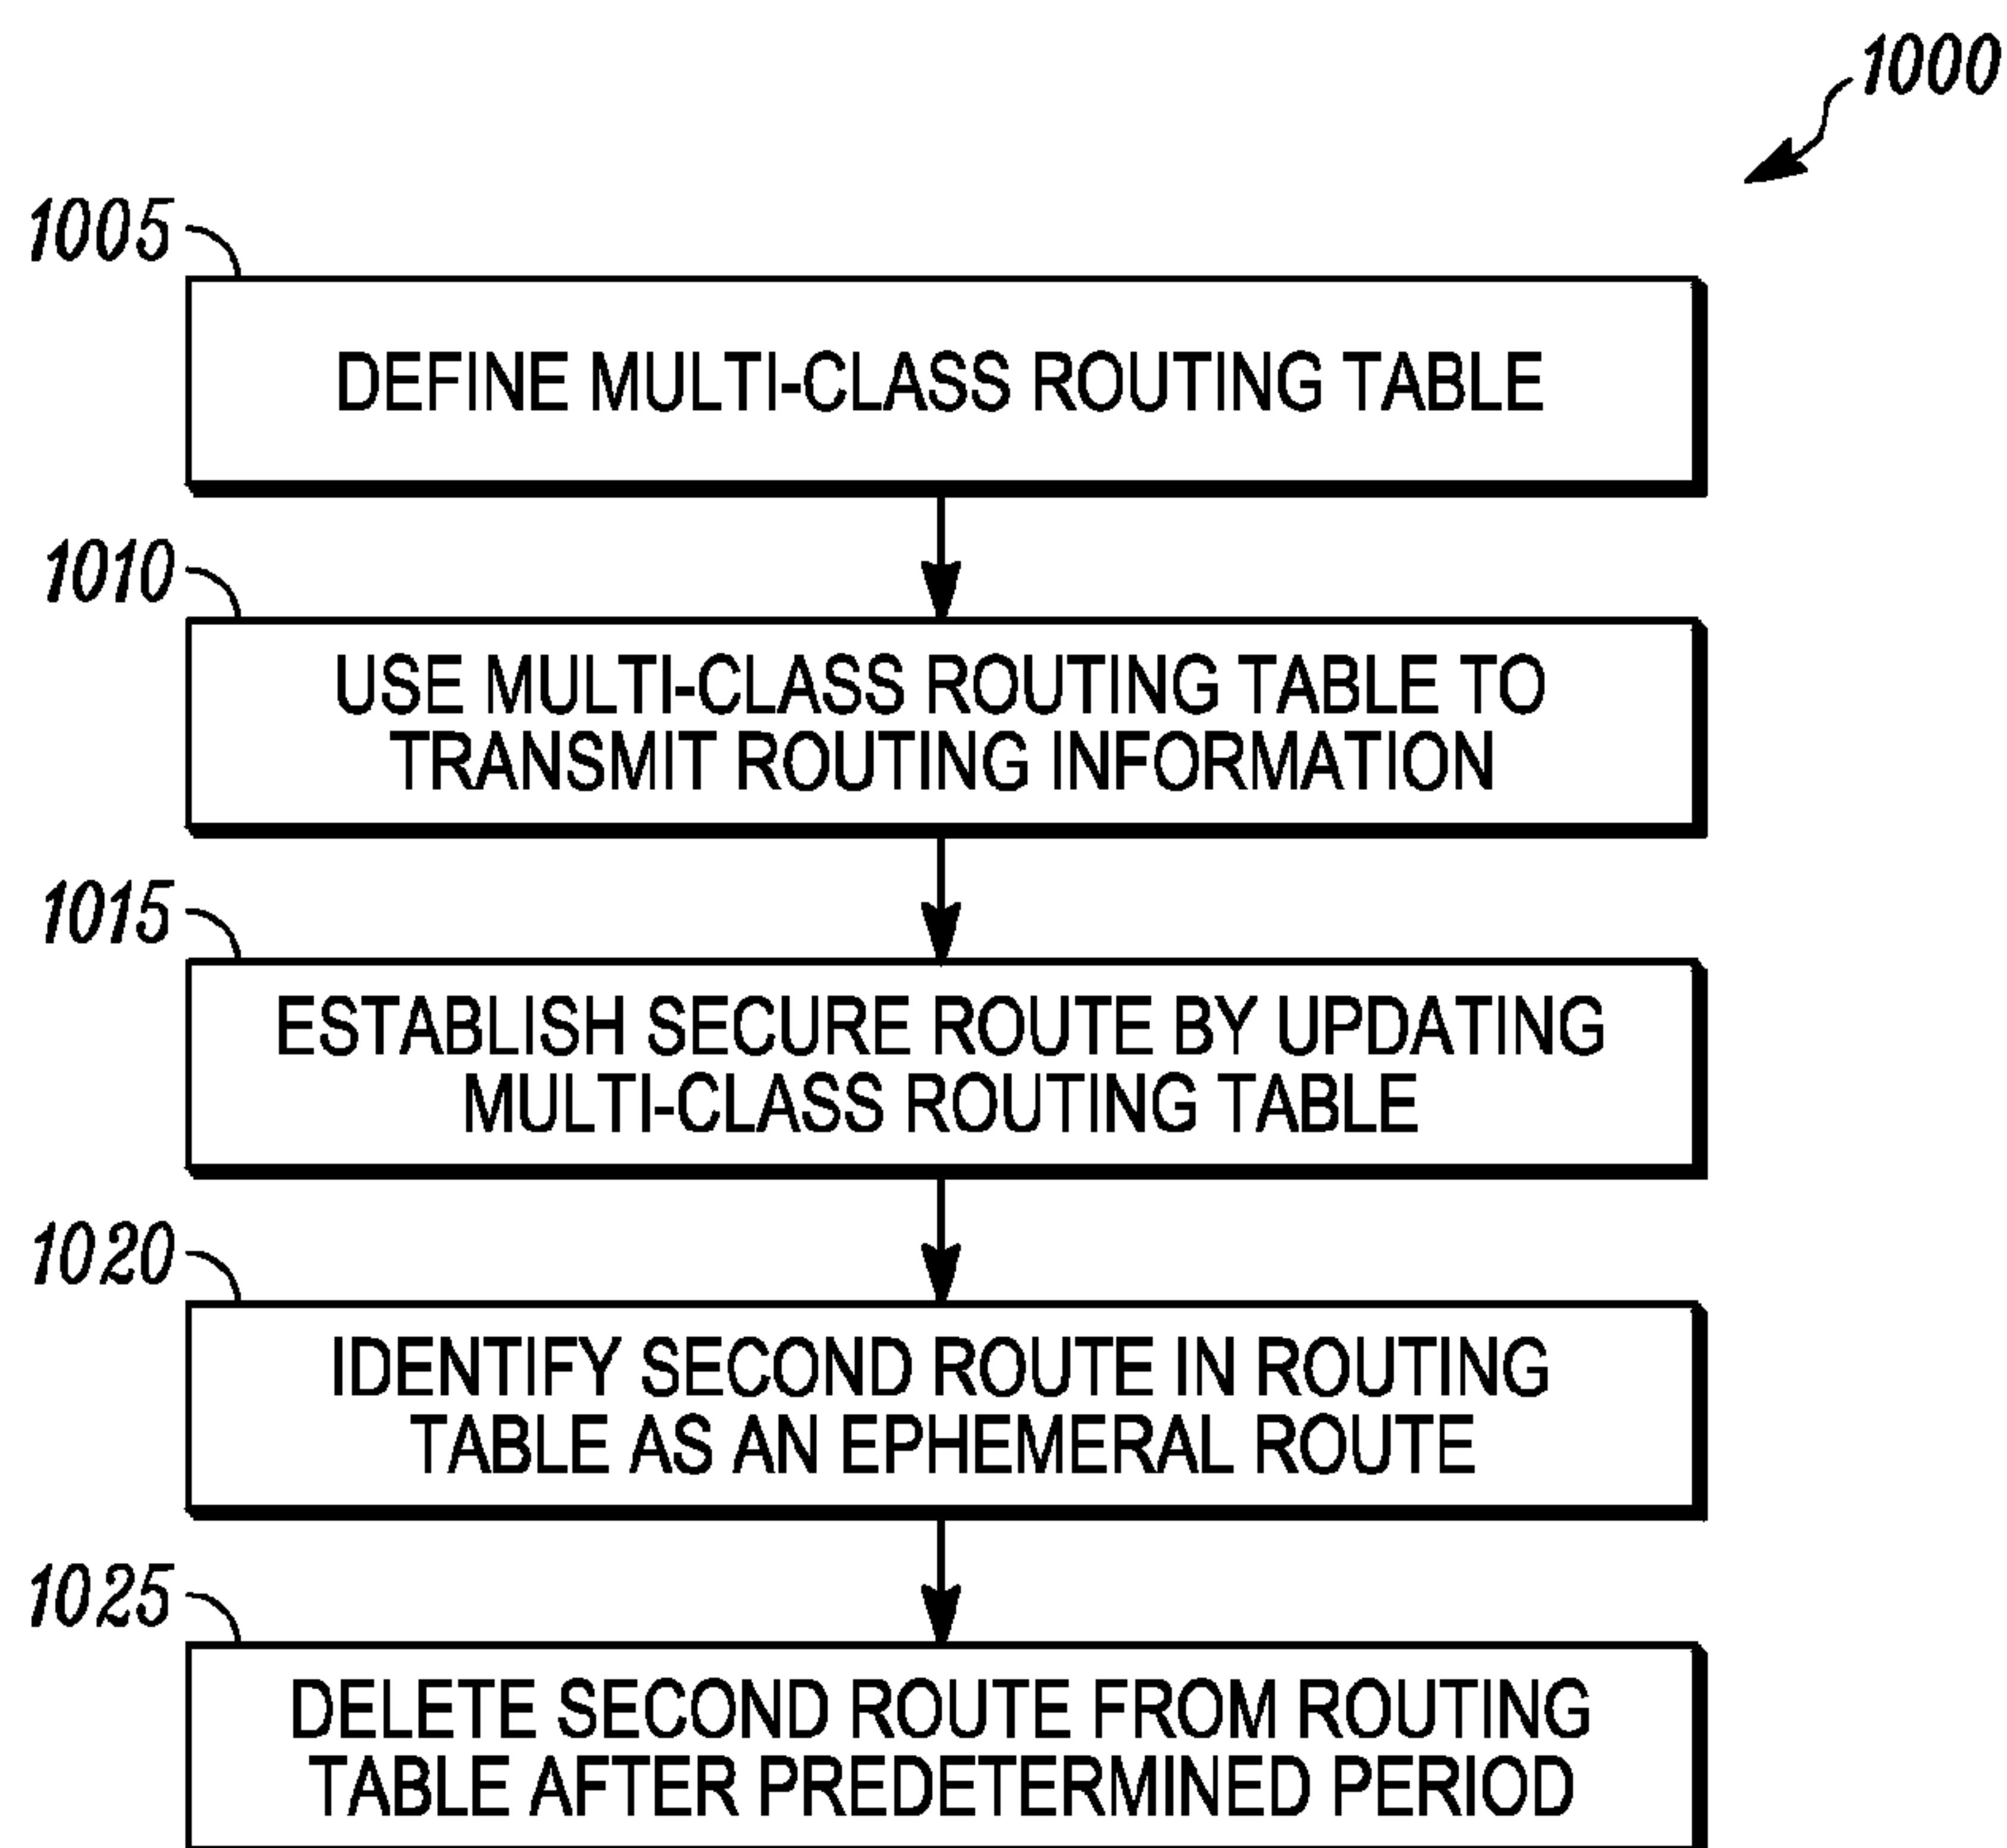 1000
1005
DEFINE MULTI-CLASS ROUTING TABLE
1010
USE MULTI-CLASS ROUTING TABLE TO
TRANSMIT ROUTING INFORMATION
1015
ESTABLISH SECURE ROUTE BY UPDATING
MULTI-CLASS ROUTING TABLE
1020
IDENTIFY SECOND ROUTE IN ROUTING
TABLE AS AN EPHEMERAL ROUTE
1025
DELETE SECOND ROUTE FROM ROUTING
TABLE AFTER PREDETERMINED PERIOD